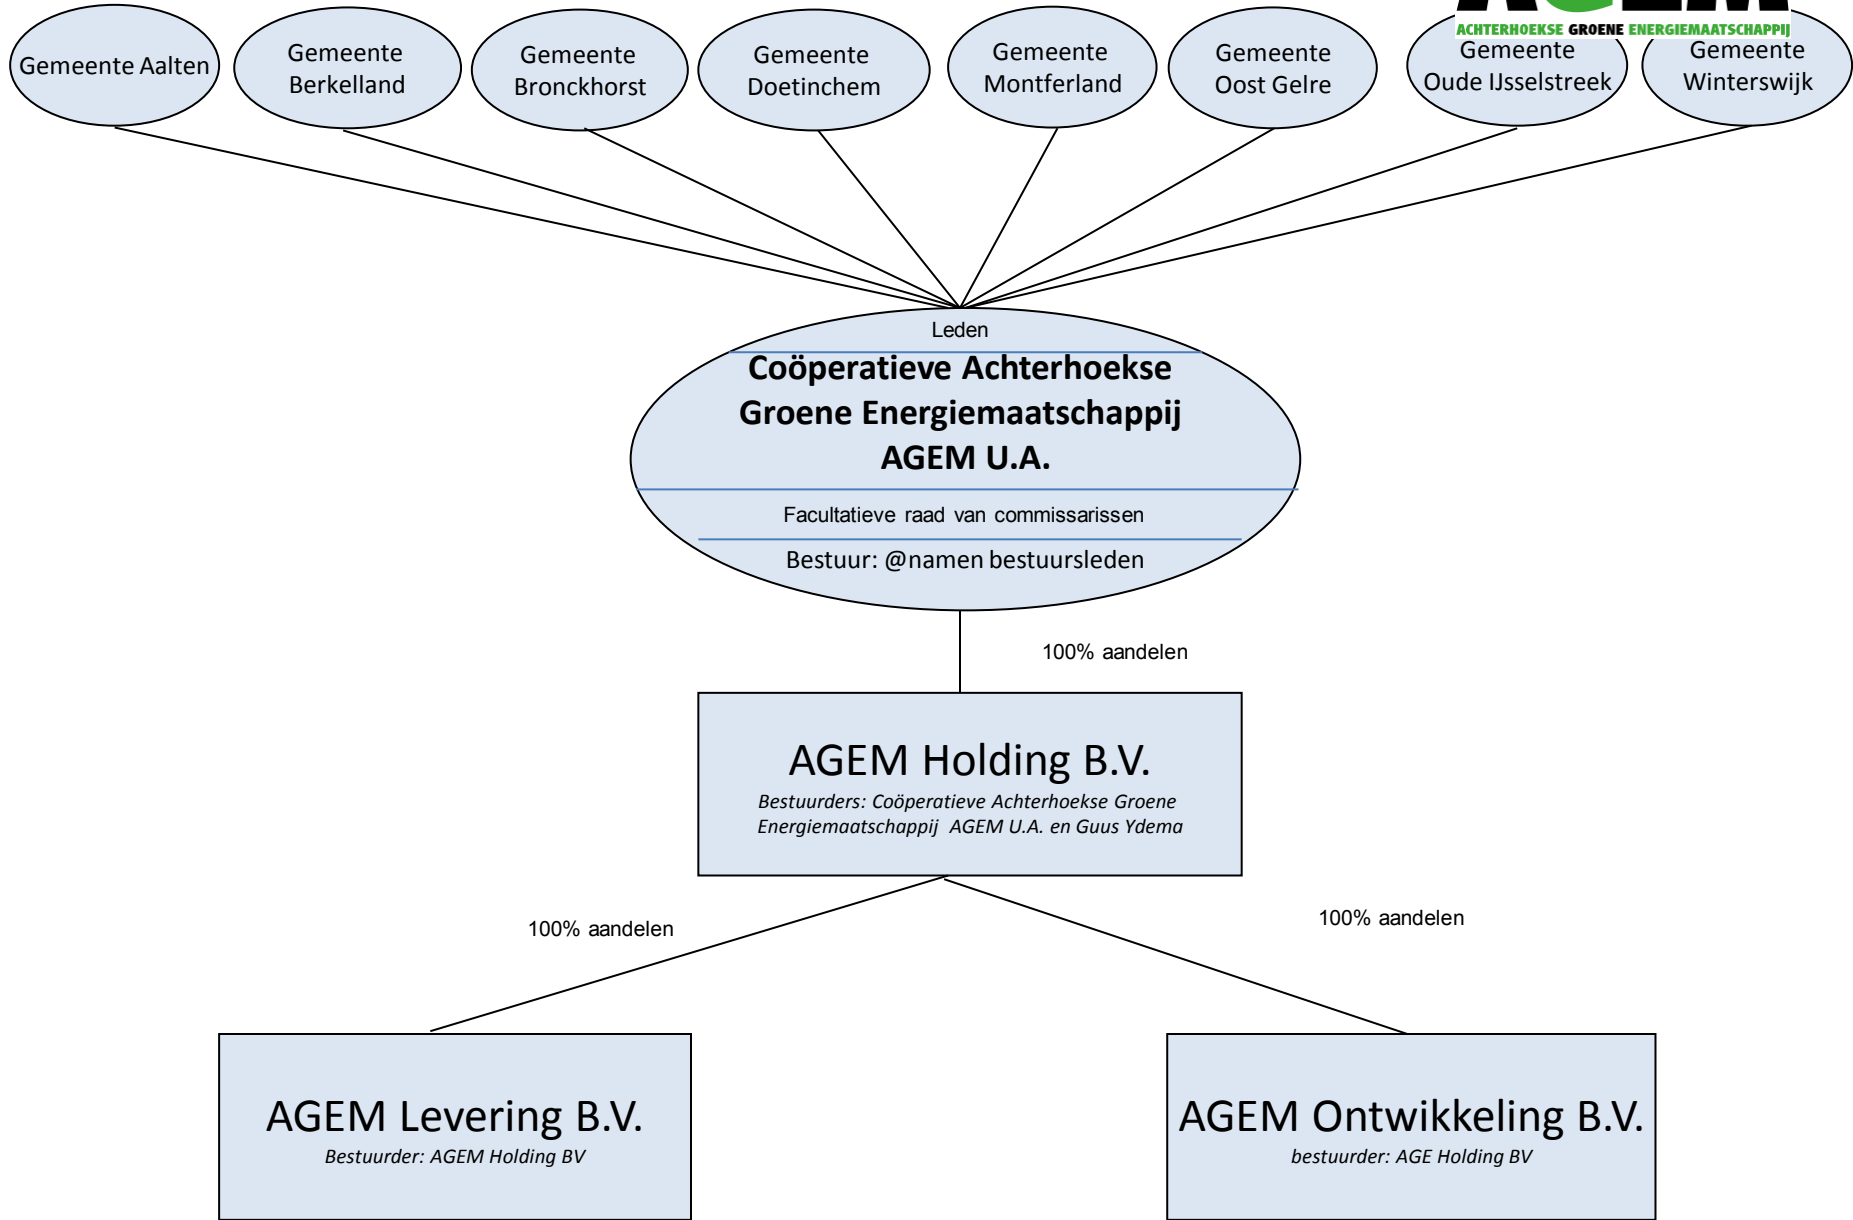 ACHTERHOEKSE GROENE ENERGIEMAATSCHAPPIJ
Gemeente Aalten
Gemeente
Berkelland
Gemeente
Bronckhorst
Gemeente
Doetinchem
Gemeente
Montferland
Gemeente
Oost Gelre
Gemeente
Oude IJsselstreek
Gemeente
Winterswijk
Leden
Coöperatieve Achterhoekse
Groene Energiemaatschappij
AGEM U.A.
Facultatieve raad van commissarissen
Bestuur: @namen bestuursleden
100% aandelen
AGEM Holding B.V.
Bestuurders: Coöperatieve Achterhoekse Groene
Energiemaatschappij AGEM U.A. en Guus Ydema
100% aandelen
100% aandelen
AGEM Levering B.V.
Bestuurder: AGEM Holding BV
AGEM Ontwikkeling B.V.
bestuurder: AGE Holding BV